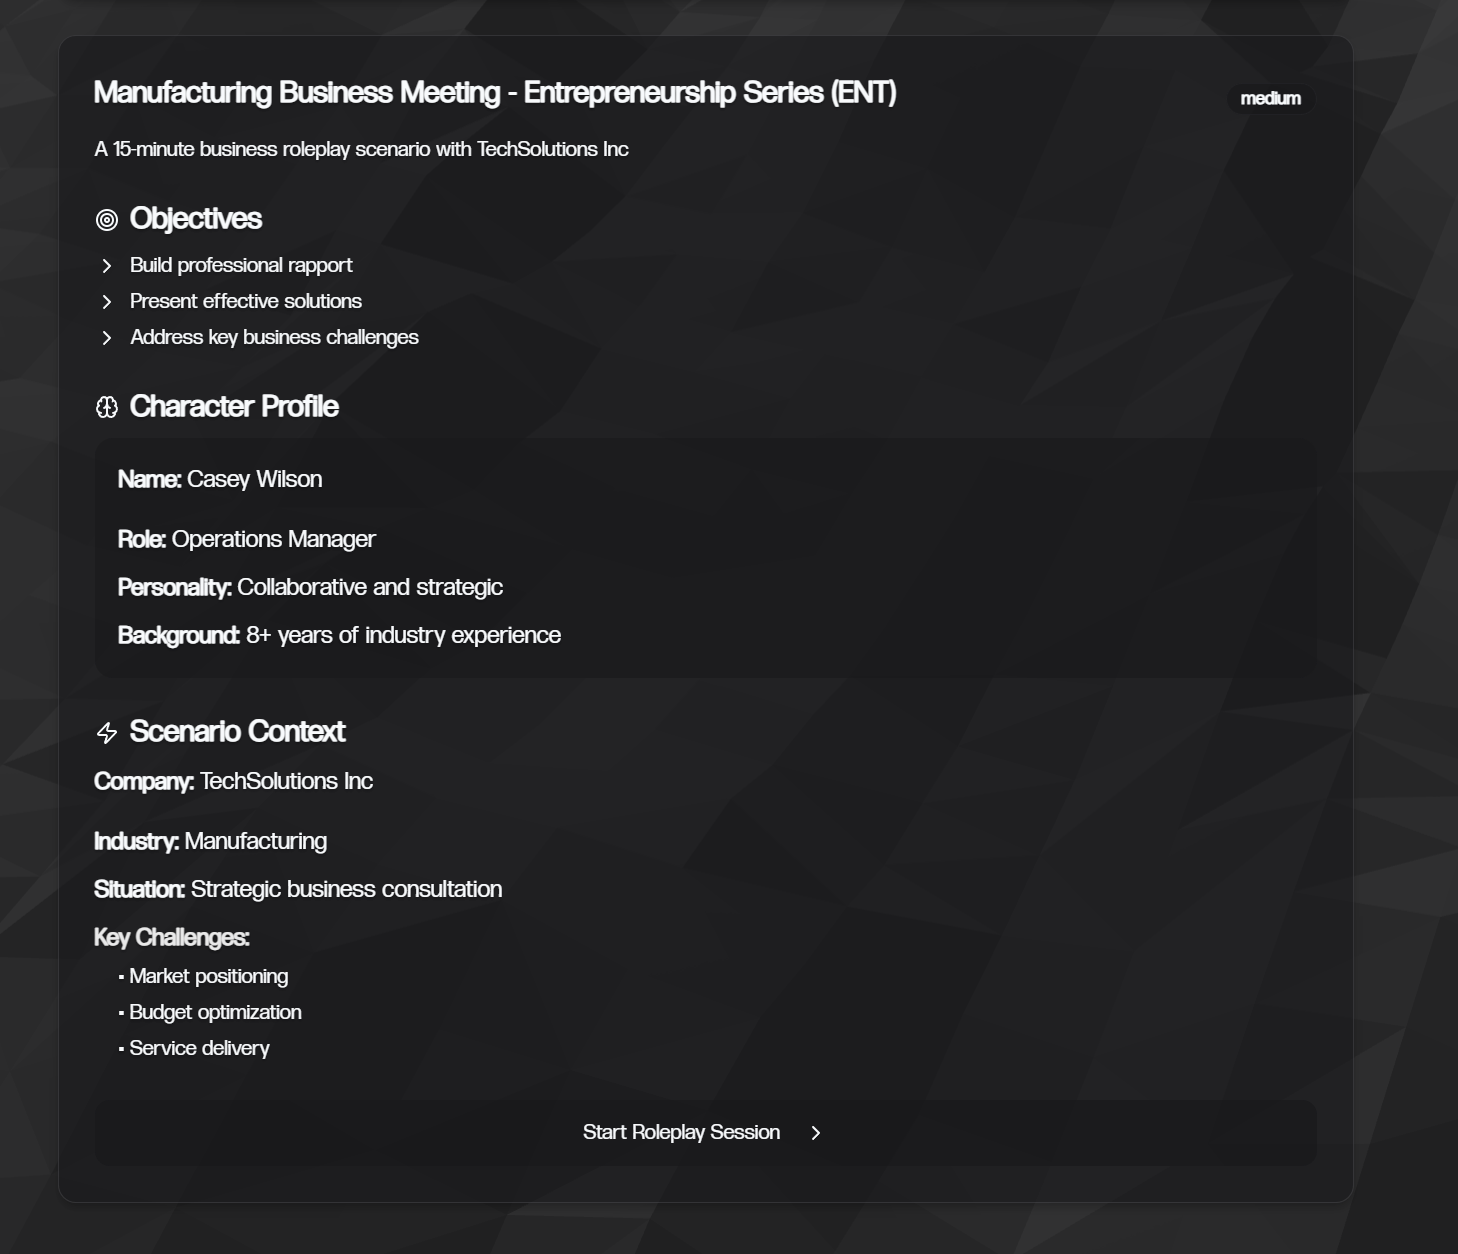 Manufacturing Business Meeting - Entrepreneurship Series (ENT)
medium
A 15-minute business roleplay scenario with TechSolutions Inc
Objectives
Build professional rapport
Present effective solutions
Address key business challenges
Character Profile
Name: Casey Wilson
Role: Operations Manager
Personality: Collaborative and strategic
Background: 8+ years of industry experience
Scenario Context
Company: TechSolutions Inc
Industry: Manufacturing
Situation: Strategic business consultation
Key Challenges:
• Market positioning
• Budget optimization
• Service delivery
Start Roleplay Session